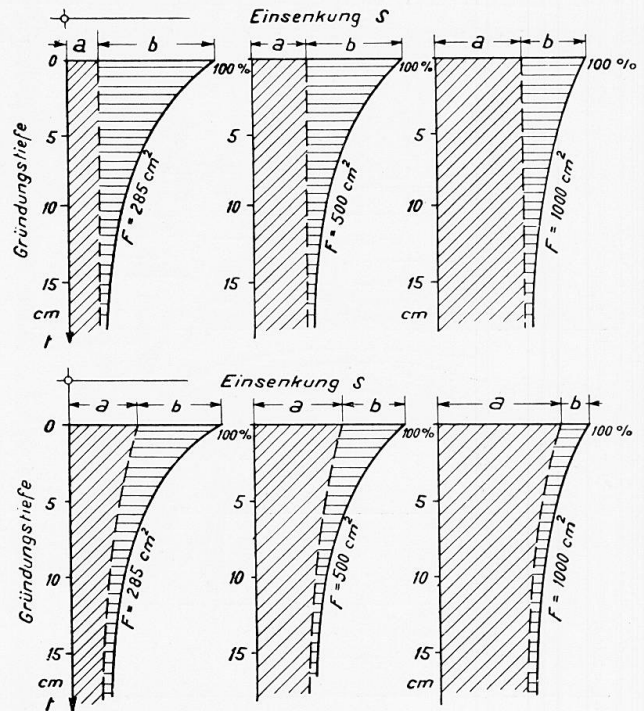 Einsenkung s
a b a b a b
0 100% 100% 100%
5 5 5
10 10 10
15 15 15
cm cm
t
Gründungstiefe
F = 285 cm²
F = 500 cm²
F = 1000 cm²
Einsenkung s
a b a b a b
0 100% 100% 100%
5 5 5
10 10 10
15 15 15
cm cm
t
Gründungstiefe
F = 285 cm²
F = 500 cm²
F = 1000 cm²